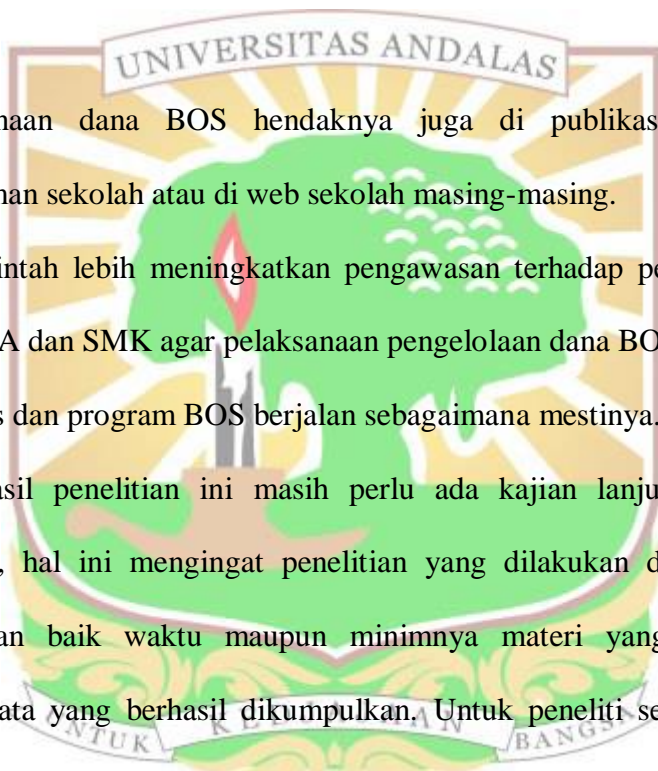 UNIVERSITAS ANDALAS
naan dana BOS hendaknya juga di publikas
nan sekolah atau di web sekolah masing-masing.
intah lebih meningkatkan pengawasan terhadap pe
A dan SMK agar pelaksanaan pengelolaan dana BO
s dan program BOS berjalan sebagaimana mestinya.
asil penelitian ini masih perlu ada kajian lanju
, hal ini mengingat penelitian yang dilakukan d
an baik waktu maupun minimnya materi yang
ata yang berhasil dikumpulkan. Untuk peneliti se
UNTUK KEDJAJAAN BANGSA